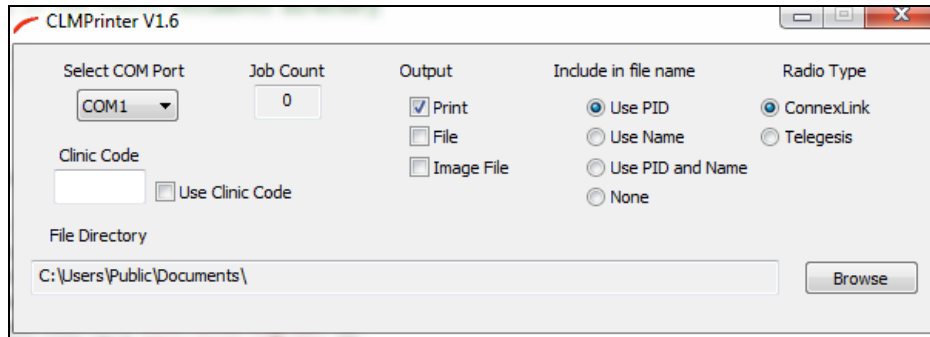 CLMPrinter V1.6
Select COM Port
Job Count
Output
Include in file name
Radio Type
COM1
0
Print
Use PID
ConnexLink
File
Use Name
Telegesis
Clinic Code
Image File
Use PID and Name
Use Clinic Code
None
File Directory
C:\Users\Public\Documents\
Browse